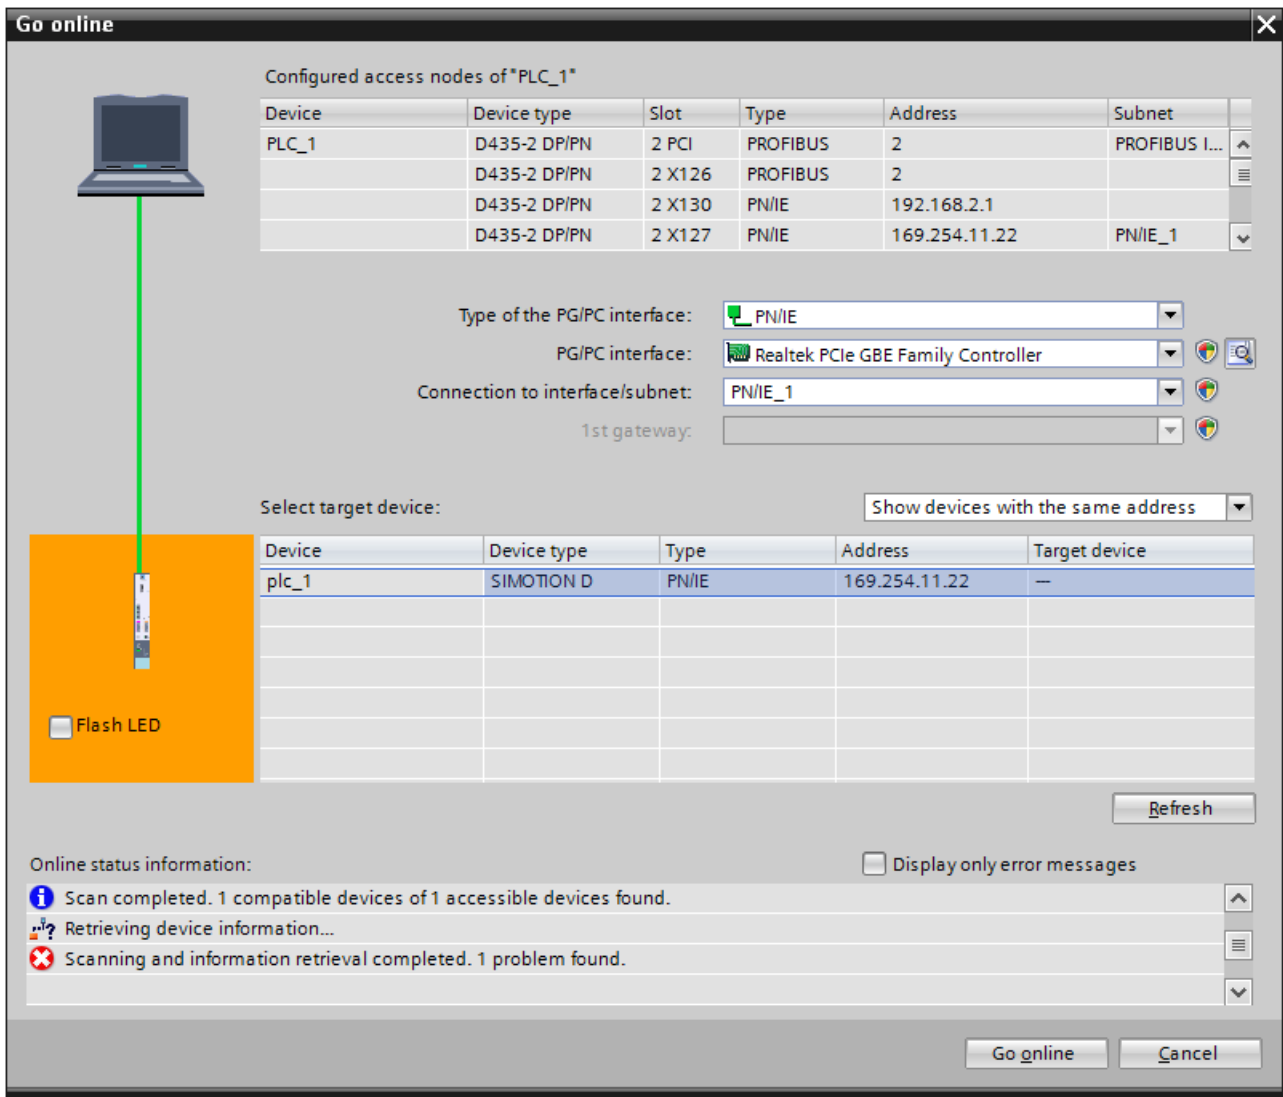 Go online
Configured access nodes of "PLC_1"
Device Device type Slot Type Address Subnet
PLC_1 D435-2 DP/PN 2 PCI PROFIBUS 2 PROFIBUS I...
D435-2 DP/PN 2 X126 PROFIBUS 2
D435-2 DP/PN 2 X130 PN/IE 192.168.2.1
D435-2 DP/PN 2 X127 PN/IE 169.254.11.22 PN/IE_1
Type of the PG/PC interface: PN/IE
PG/PC interface: Realtek PCIe GBE Family Controller
Connection to interface/subnet: PN/IE_1
1st gateway:
Select target device: Show devices with the same address
Device Device type Type Address Target device
plc_1 SIMOTION D PN/IE 169.254.11.22 —
Flash LED
Refresh
Online status information: Display only error messages
Scan completed. 1 compatible devices of 1 accessible devices found.
Retrieving device information...
Scanning and information retrieval completed. 1 problem found.
Go online Cancel